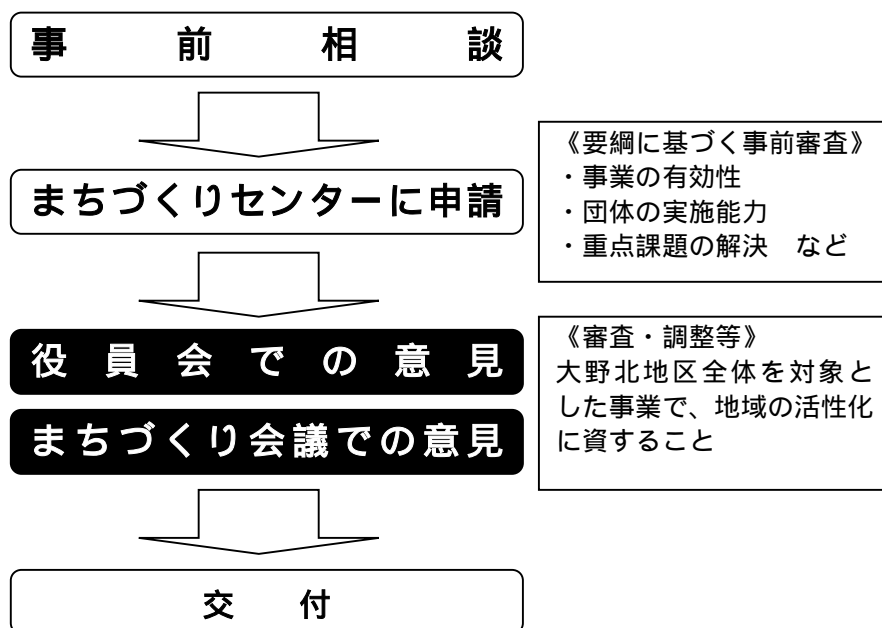 事前相談
まちづくりセンターに申請
《要綱に基づく事前審査》
・事業の有効性
・団体の実施能力
・重点課題の解決　など
役員会での意見
まちづくり会議での意見
《審査・調整等》
大野北地区全体を対象と
した事業で、地域の活性化
に資すること
交付